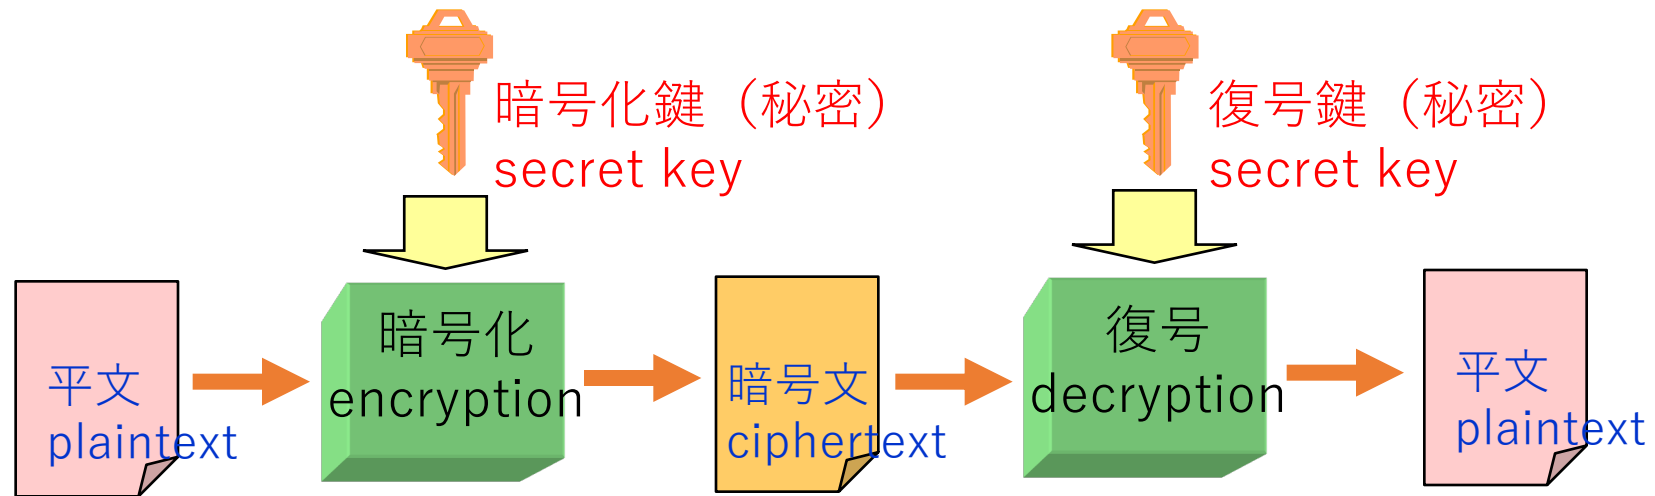 暗号化鍵（秘密）
secret key
復号鍵（秘密）
secret key
平文
plaintext
暗号化
encryption
暗号文
ciphertext
復号
decryption
平文
plaintext